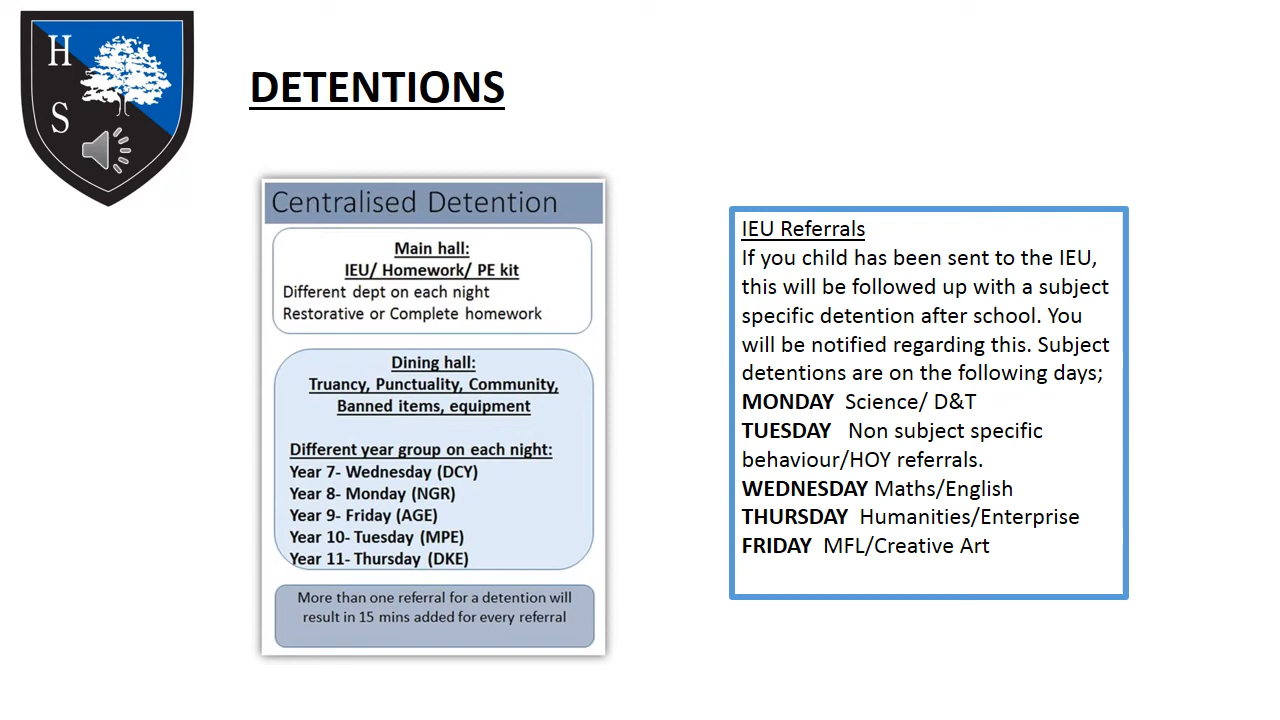 H
S
DETENTIONS
Centralised Detention
Main hall:
IEU/ Homework/ PE kit
Different dept on each night
Restorative or Complete homework
Dining hall:
Truancy, Punctuality, Community,
Banned items, equipment
Different year group on each night:
Year 7- Wednesday (DCY)
Year 8- Monday (NGR)
Year 9- Friday (AGE)
Year 10- Tuesday (MPE)
Year 11- Thursday (DKE)
More than one referral for a detention will
result in 15 mins added for every referral
IEU Referrals
If you child has been sent to the IEU,
this will be followed up with a subject
specific detention after school. You
will be notified regarding this. Subject
detentions are on the following days;
MONDAY Science/ D&T
TUESDAY Non subject specific
behaviour/HOY referrals.
WEDNESDAY Maths/English
THURSDAY Humanities/Enterprise
FRIDAY MFL/Creative Art